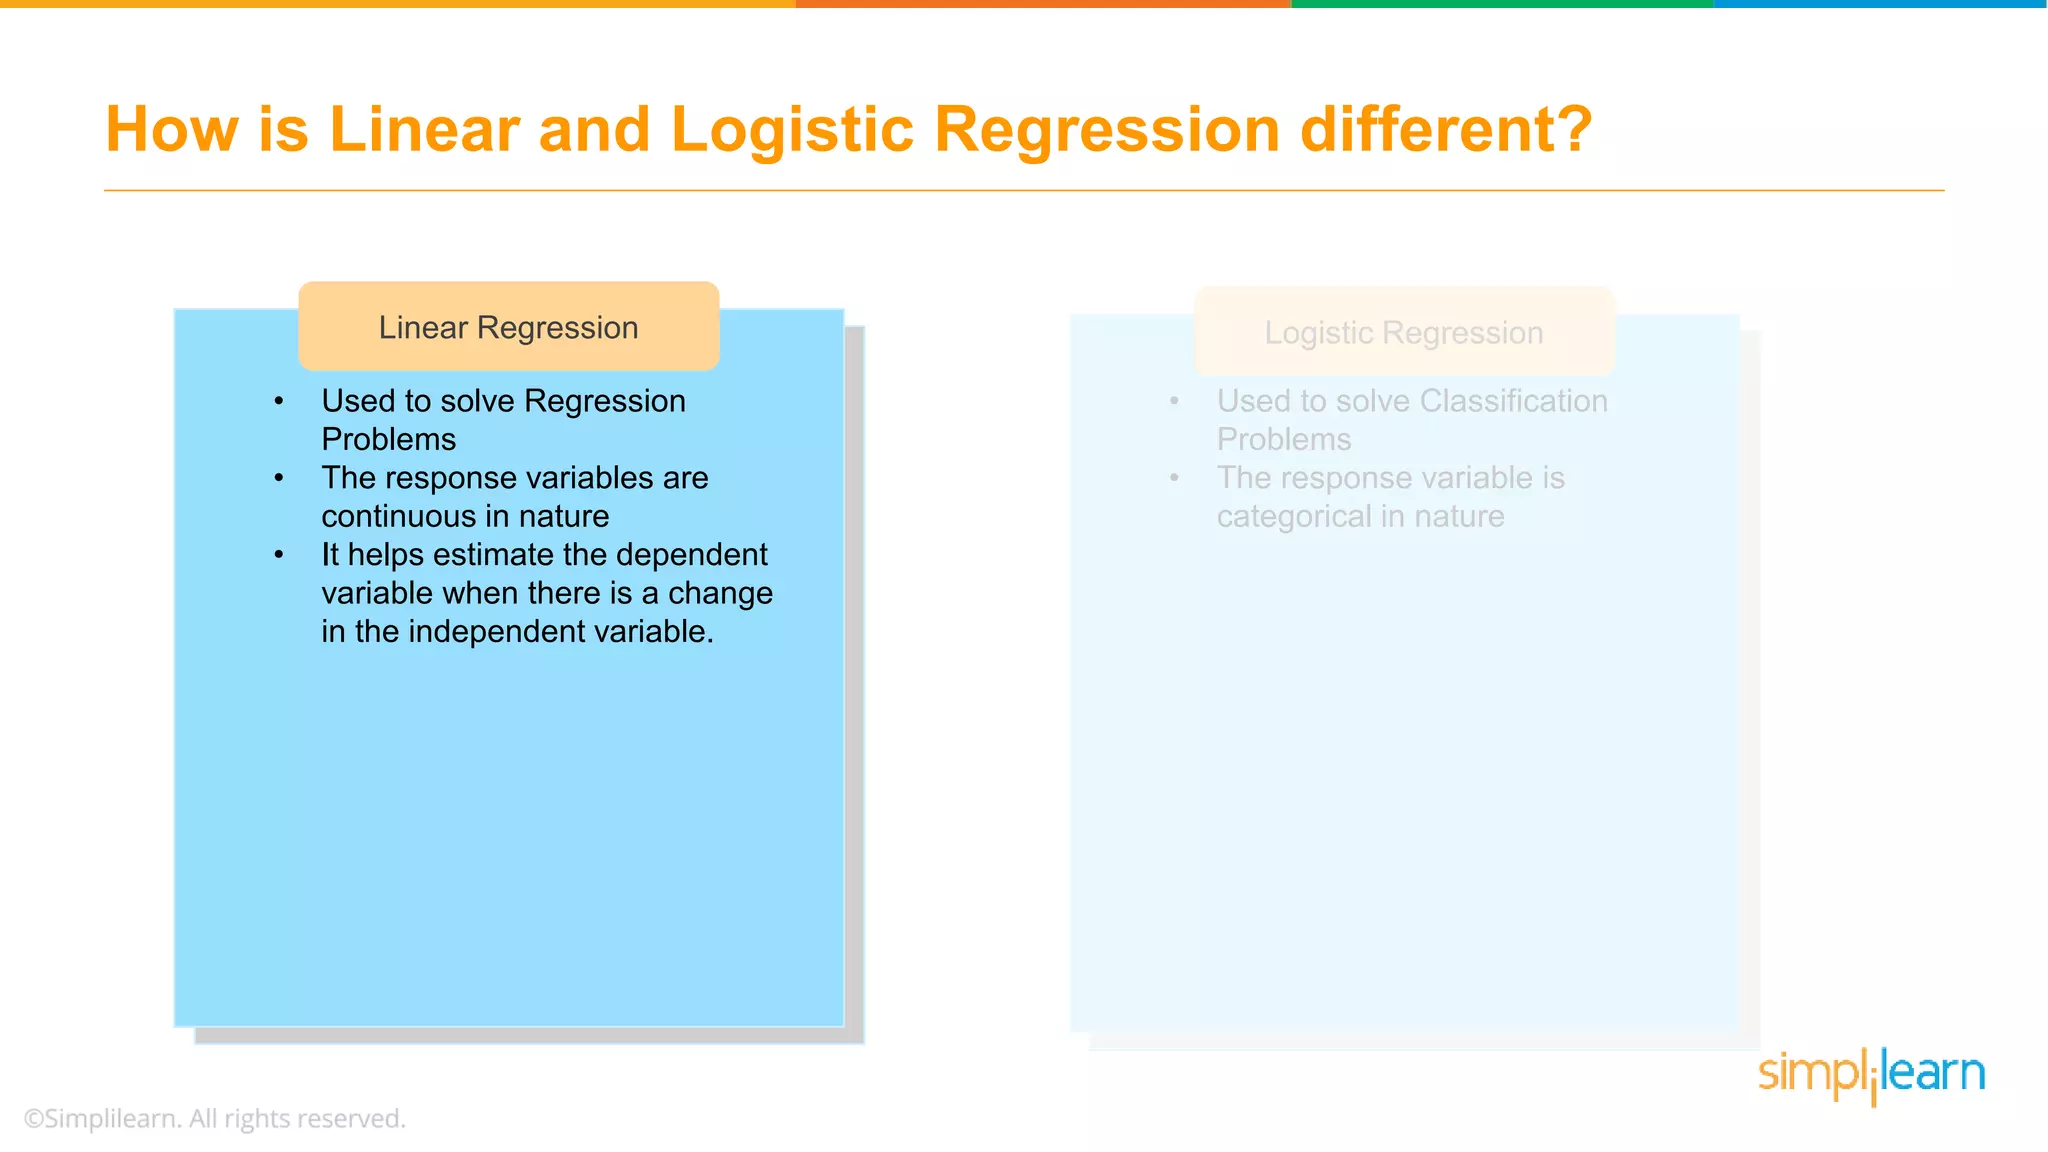 How is Linear and Logistic Regression different?
Linear Regression
• Used to solve Regression
Problems
• The response variables are
continuous in nature
• It helps estimate the dependent
variable when there is a change
in the independent variable.
Logistic Regression
• Used to solve Classification
Problems
• The response variable is
categorical in nature
simplilearn
©Simplilearn. All rights reserved.